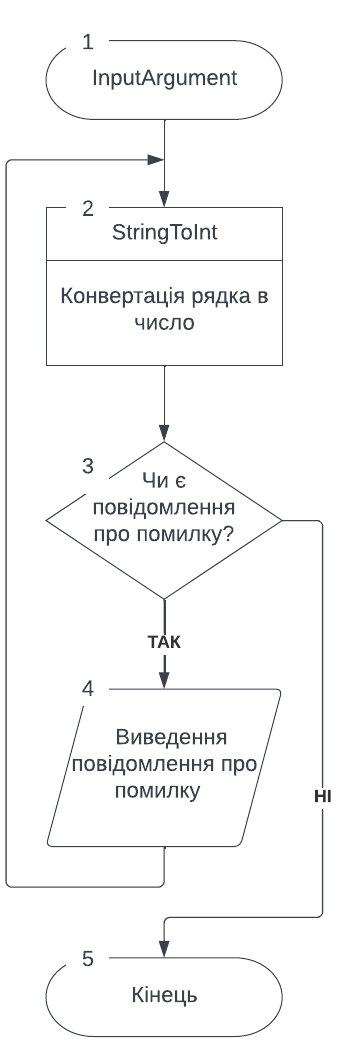 1
InputArgument
2
StringToInt
Конвертація рядка в
число
3
Чи є
повідомлення
про помилку?
ТАК
4
Виведення
повідомлення про
помилку
НІ
5
Кінець